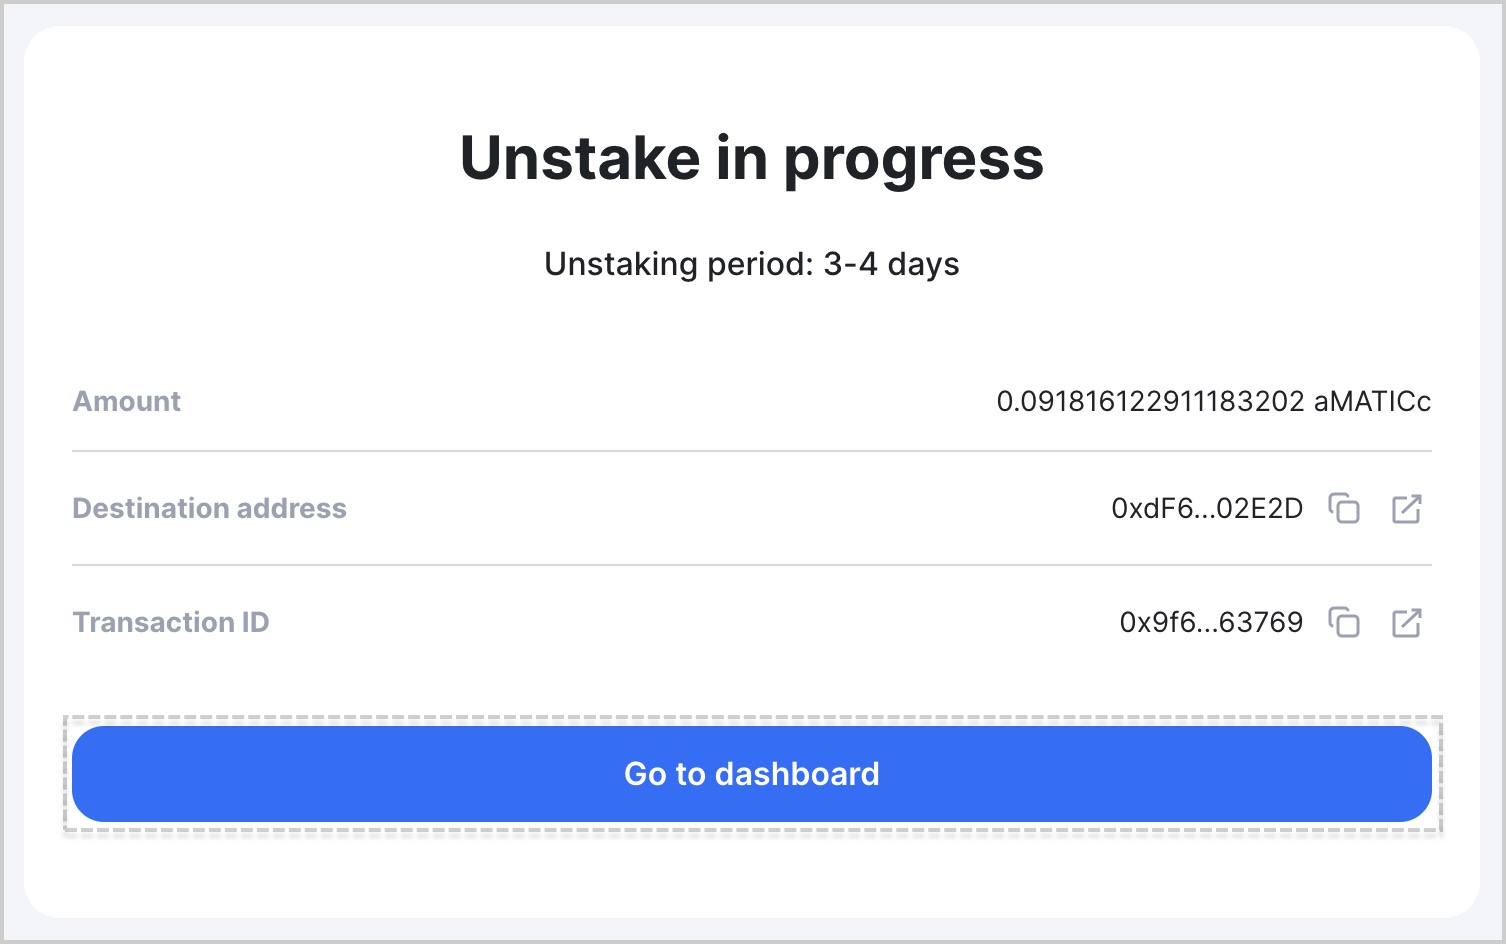 Unstake in progress
Unstaking period: 3-4 days
Amount 0.091816122911183202 aMATICc
Destination address 0xdF6...02E2D
Transaction ID 0x9f6...63769
Go to dashboard